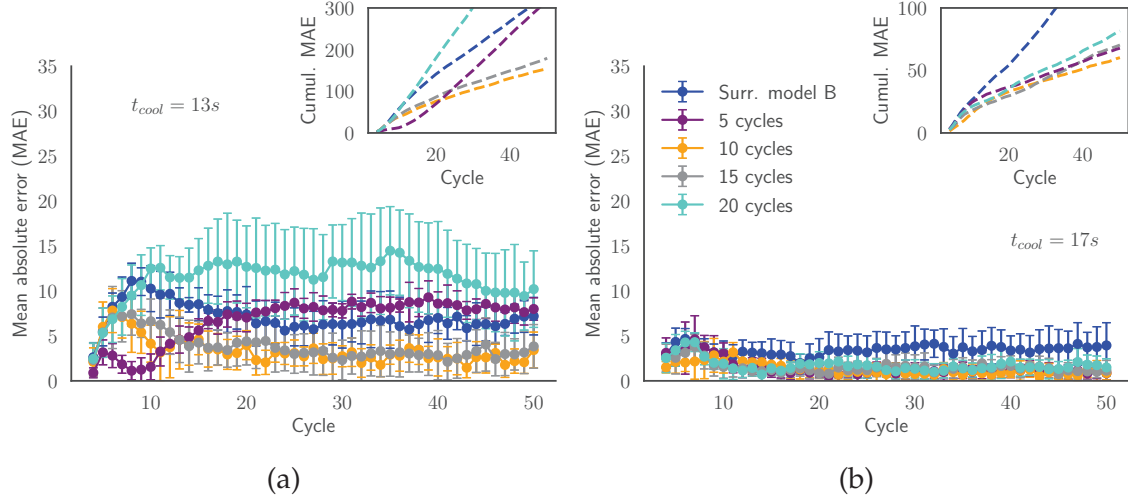 300
200
100
0
Cumul. MAE
20
40
Cycle
35
30
25
20
15
10
5
0
Mean absolute error (MAE)
t_cool = 13s
10
20
30
40
50
Cycle
(a)
100
50
0
Cumul. MAE
20
40
Cycle
35
30
25
20
15
10
5
0
Mean absolute error (MAE)
Surr. model B
5 cycles
10 cycles
15 cycles
20 cycles
t_cool = 17s
10
20
30
40
50
Cycle
(b)